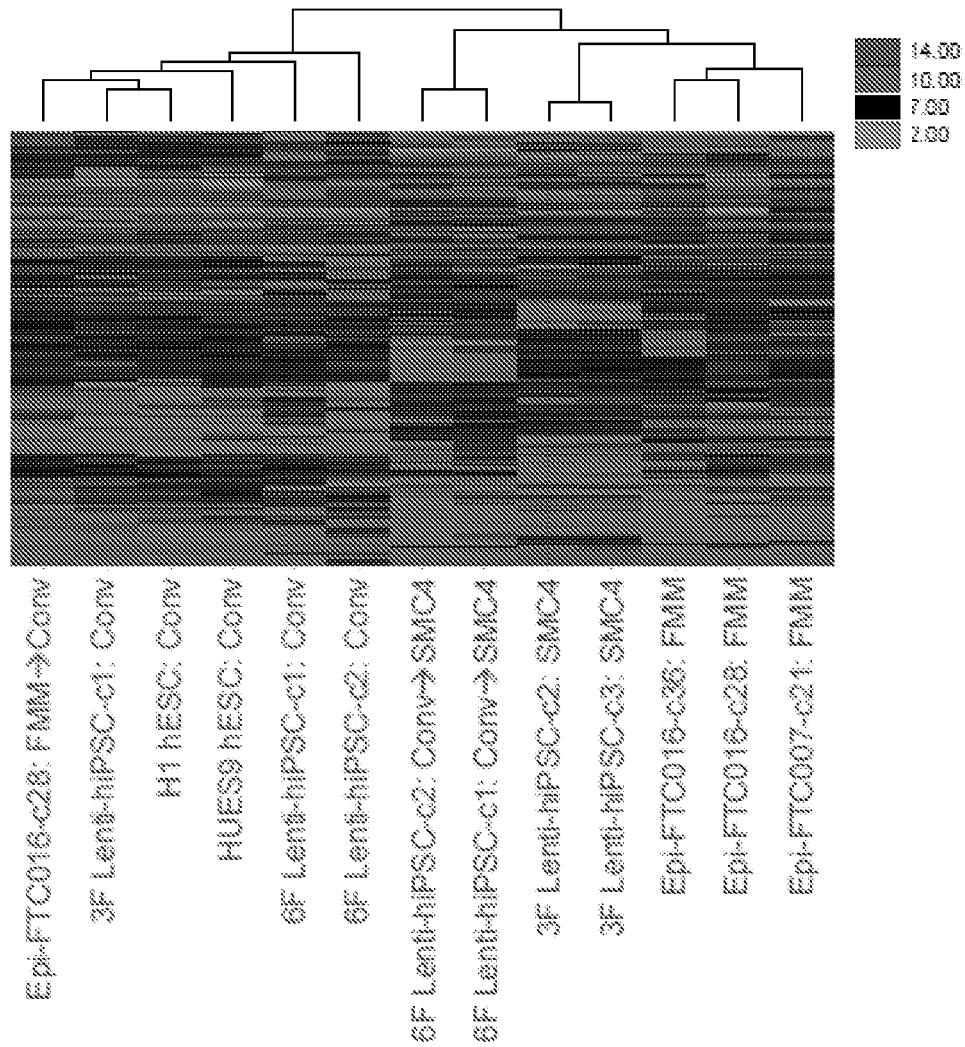 14.00
10.00
7.00
2.00
Epi-FTC016-c28: FMM→Conv
3F Lenti-hiPSC-c1: Conv
H1 hESC: Conv
HUES9 hESC: Conv
6F Lenti-hiPSC-c1: Conv
6F Lenti-hiPSC-c2: Conv
6F Lenti-hiPSC-c2: Conv→SMC4
6F Lenti-hiPSC-c1: Conv→SMC4
3F Lenti-hiPSC-c2: SMC4
3F Lenti-hiPSC-c3: SMC4
Epi-FTC016-c36: FMM
Epi-FTC016-c28: FMM
Epi-FTC007-c21: FMM